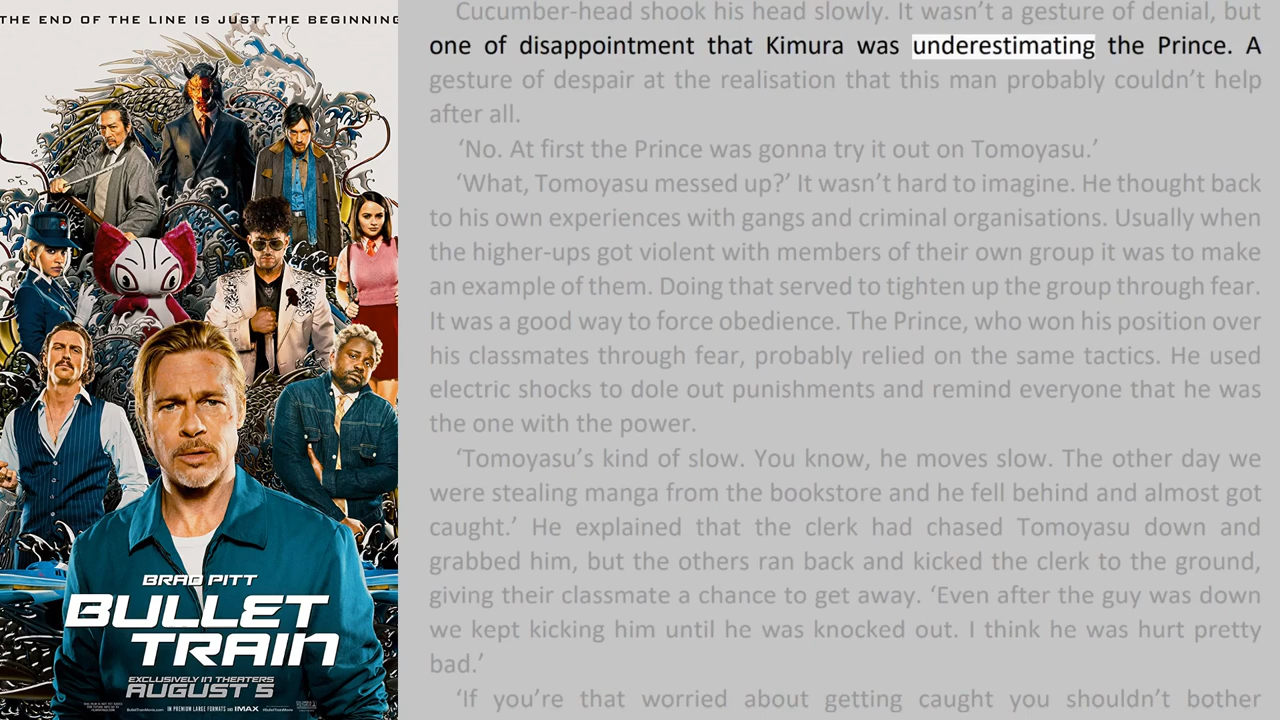 THE END OF THE LINE IS JUST THE BEGINNING
BRAD PITT
BULLET
TRAIN
EXCLUSIVELY IN THEATERS
AUGUST 5
BulletTrainMovie.com
IN PREMIUM LARGE FORMATS AND IMAX
#BulletTrainMovie
Cucumber-head shook his head slowly. It wasn’t a gesture of denial, but
one of disappointment that Kimura was underestimating the Prince. A
gesture of despair at the realisation that this man probably couldn’t help
after all.
‘No. At first the Prince was gonna try it out on Tomoyasu.’
‘What, Tomoyasu messed up?’ It wasn’t hard to imagine. He thought back
to his own experiences with gangs and criminal organisations. Usually when
the higher-ups got violent with members of their own group it was to make
an example of them. Doing that served to tighten up the group through fear.
It was a good way to force obedience. The Prince, who won his position over
his classmates through fear, probably relied on the same tactics. He used
electric shocks to dole out punishments and remind everyone that he was
the one with the power.
‘Tomoyasu’s kind of slow. You know, he moves slow. The other day we
were stealing manga from the bookstore and he fell behind and almost got
caught.’ He explained that the clerk had chased Tomoyasu down and
grabbed him, but the others ran back and kicked the clerk to the ground,
giving their classmate a chance to get away. ‘Even after the guy was down
we kept kicking him until he was knocked out. I think he was hurt pretty
bad.’
‘If you’re that worried about getting caught you shouldn’t bother